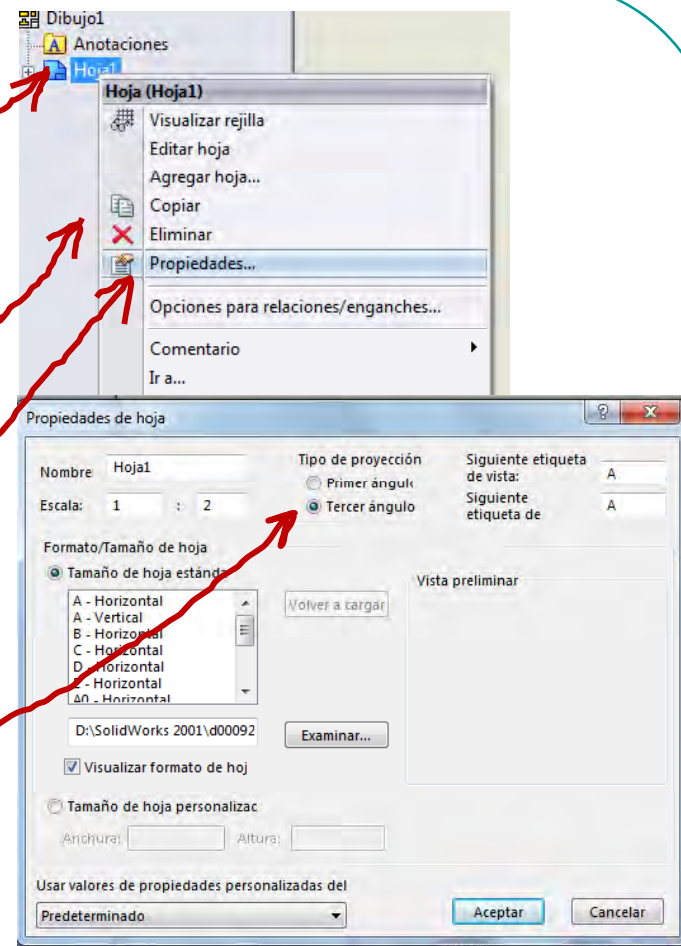 Dibujo1
Anotaciones
Hoja1
Hoja (Hoja1)
Visualizar rejilla
Editar hoja
Agregar hoja...
Copiar
Eliminar
Propiedades...
Opciones para relaciones/enganches...
Comentario
Ir a...
Propiedades de hoja
Nombre Hoja1
Escala: 1 : 2
Tipo de proyección
Primer ángulo
Tercer ángulo
Siguiente etiqueta
de vista: A
Siguiente
etiqueta de A
Formato/Tamaño de hoja
Tamaño de hoja estánda
A - Horizontal
A - Vertical
B - Horizontal
C - Horizontal
D - Horizontal
E - Horizontal
A0 - Horizontal
Volver a cargar
Vista preliminar
D:\SolidWorks 2001\d00092
Examinar...
Visualizar formato de hoj
Tamaño de hoja personalizac
Anchura: Altura:
Usar valores de propiedades personalizadas del
Predeterminado
Aceptar Cancelar